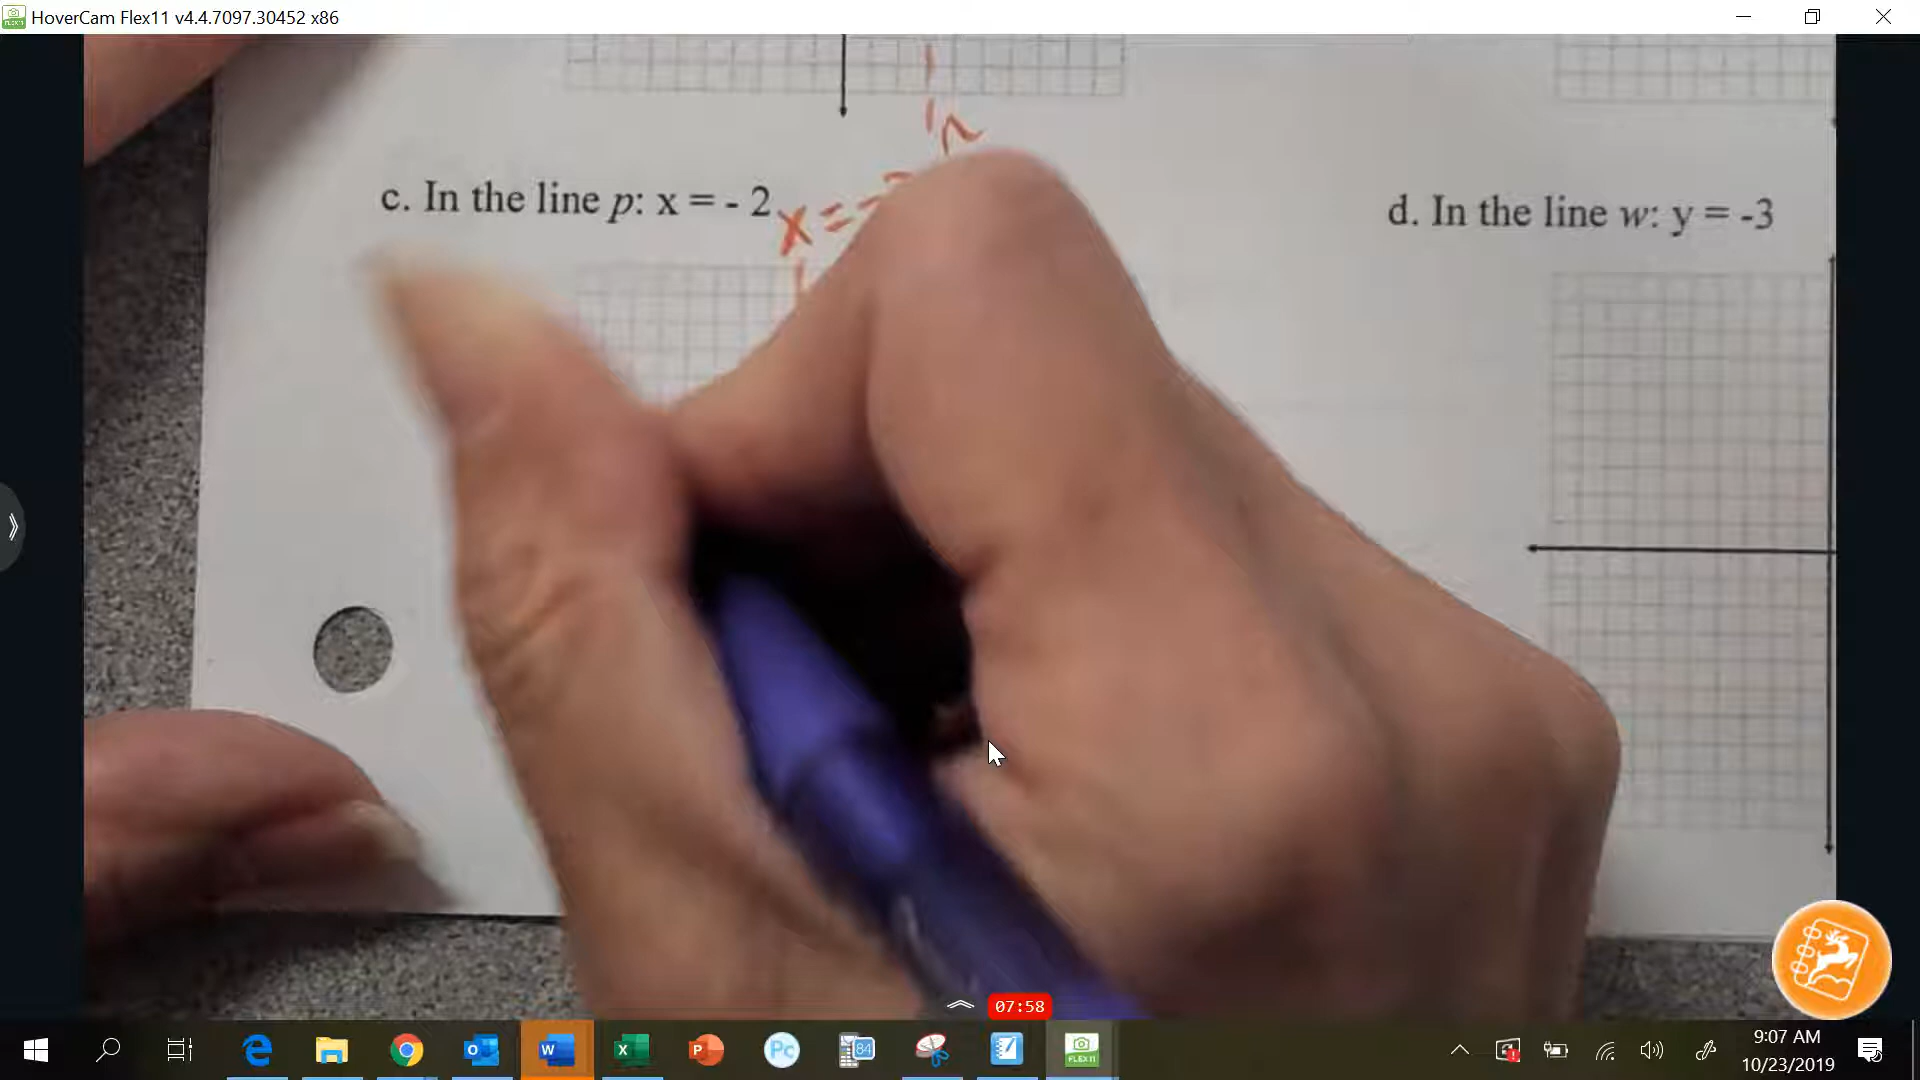 HoverCam Flex11 v4.4.7097.30452 x86
c. In the line p: x = - 2
x = -
d. In the line w: y = -3
07:58
9:07 AM
10/23/2019